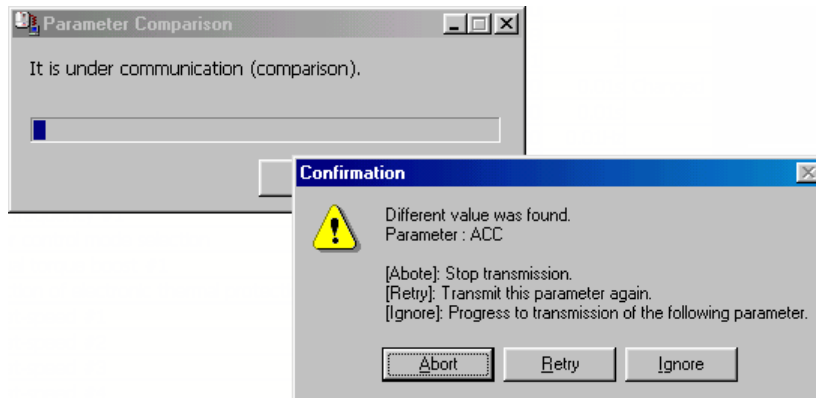 Parameter Comparison
It is under communication (comparison).
Confirmation
Different value was found.
Parameter : ACC
[Abote]: Stop transmission.
[Retry]: Transmit this parameter again.
[Ignore]: Progress to transmission of the following parameter.
Abort
Retry
Ignore